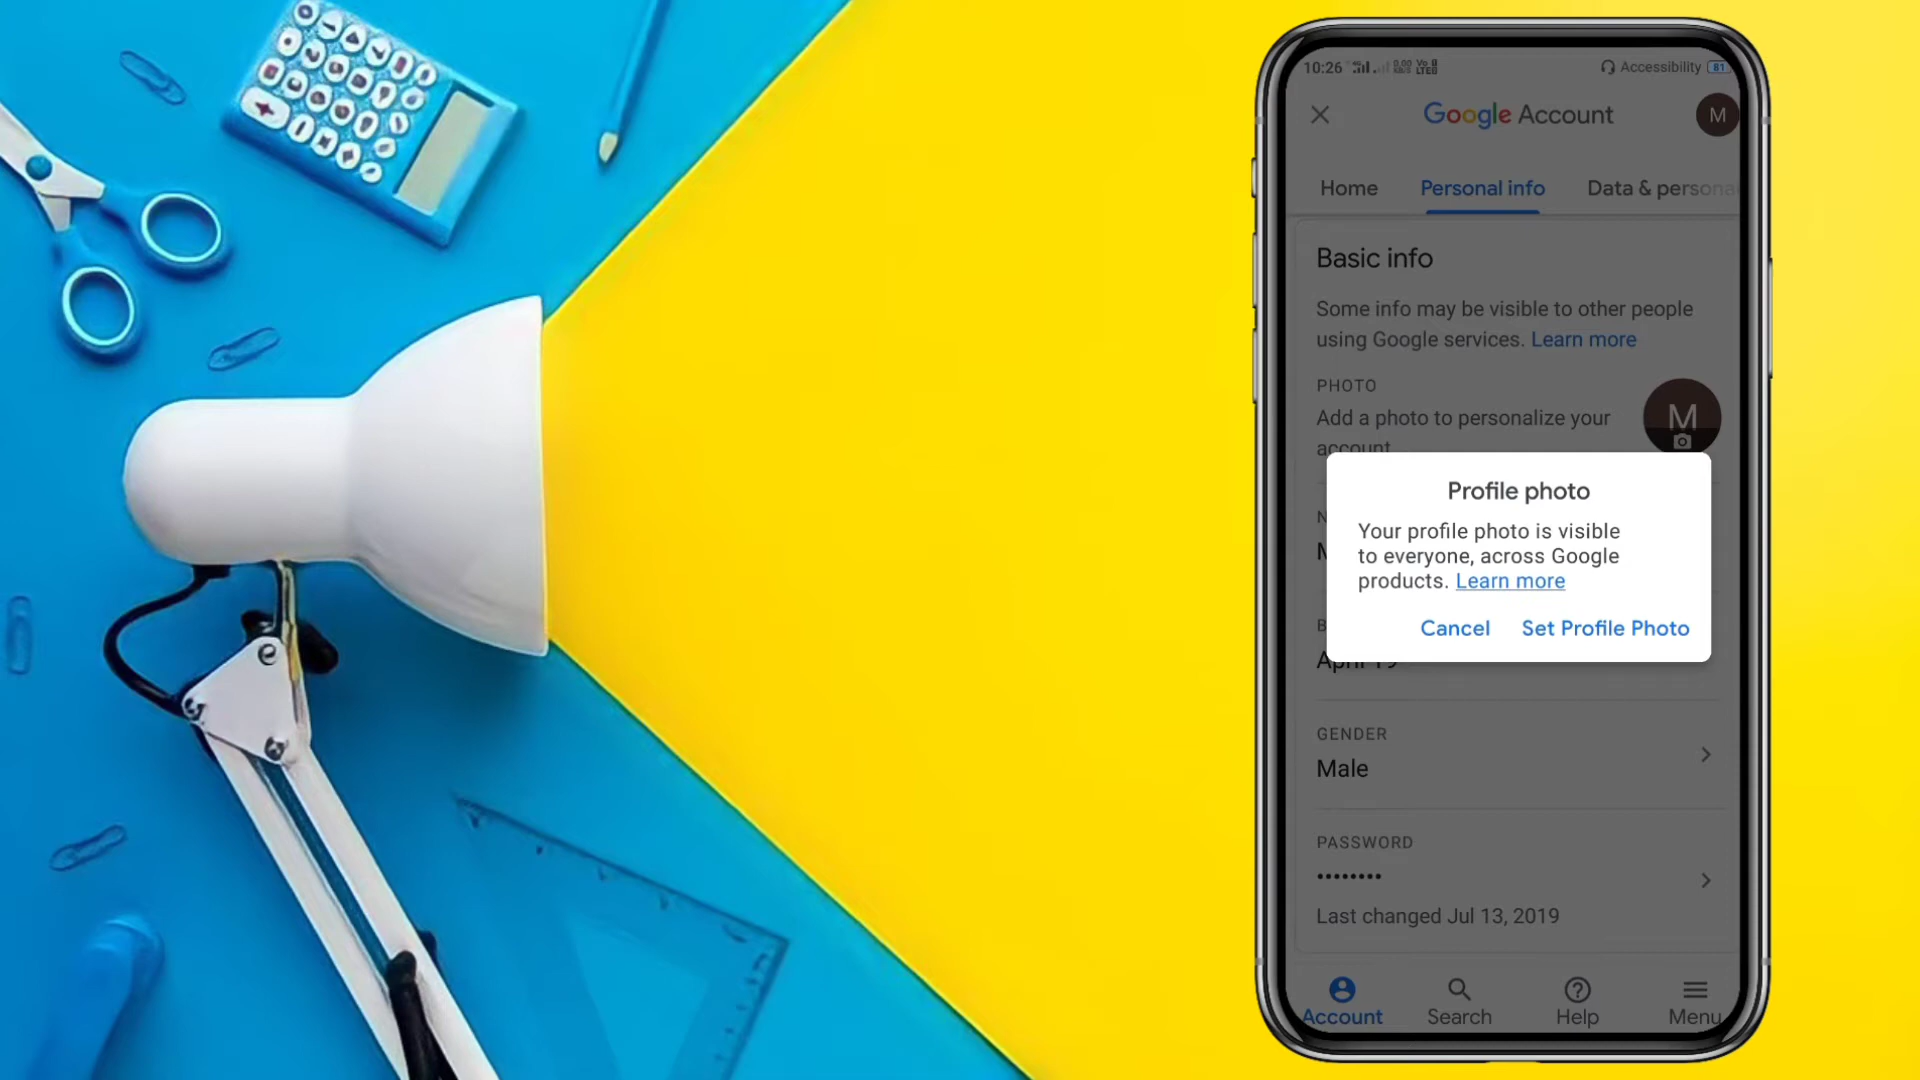 10:26
Accessibility 81
Google Account
M
Home Personal info Data & persona
Basic info
Some info may be visible to other people
using Google services. Learn more
PHOTO
Add a photo to personalize your
account
M
Profile photo
Your profile photo is visible
to everyone, across Google
products. Learn more
Cancel Set Profile Photo
April 19
GENDER
Male
PASSWORD
••••••••
Last changed Jul 13, 2019
Account Search Help Menu